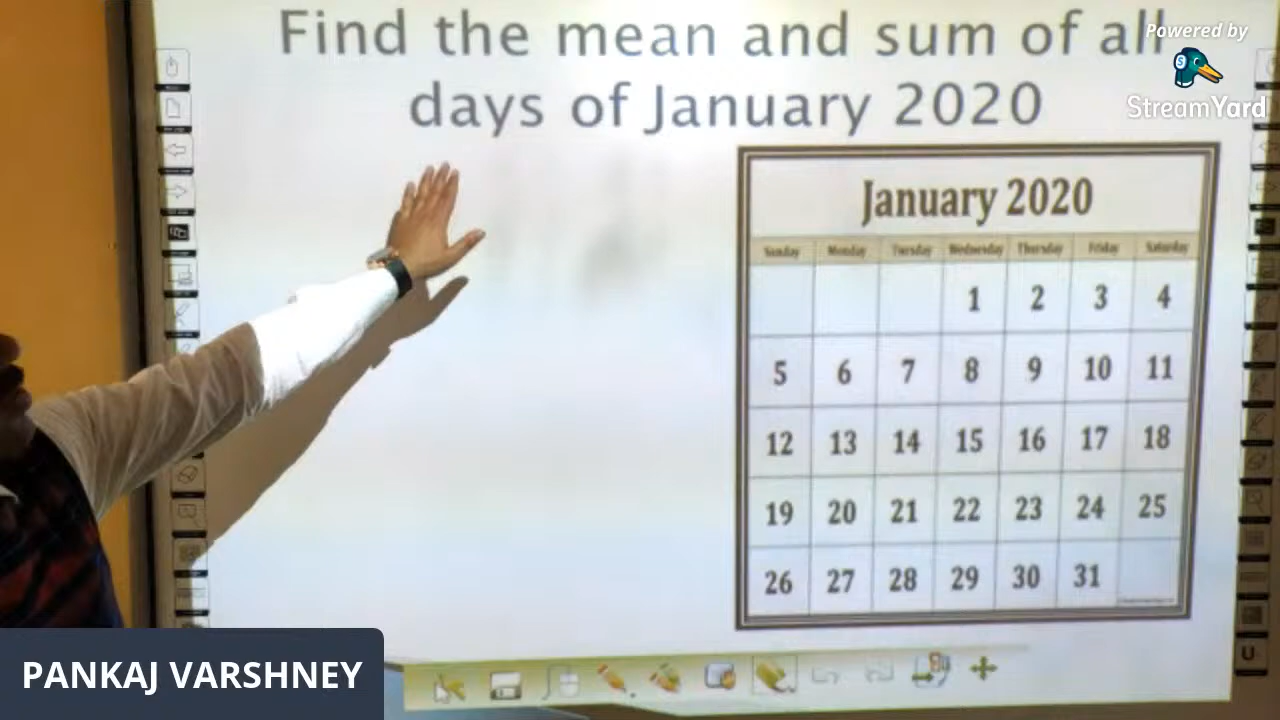 Find the mean and sum of all
days of January 2020
Powered by
StreamYard
January 2020
Sunday Monday Tuesday Wednesday Thursday Friday Saturday
1 2 3 4
5 6 7 8 9 10 11
12 13 14 15 16 17 18
19 20 21 22 23 24 25
26 27 28 29 30 31
U
PANKAJ VARSHNEY